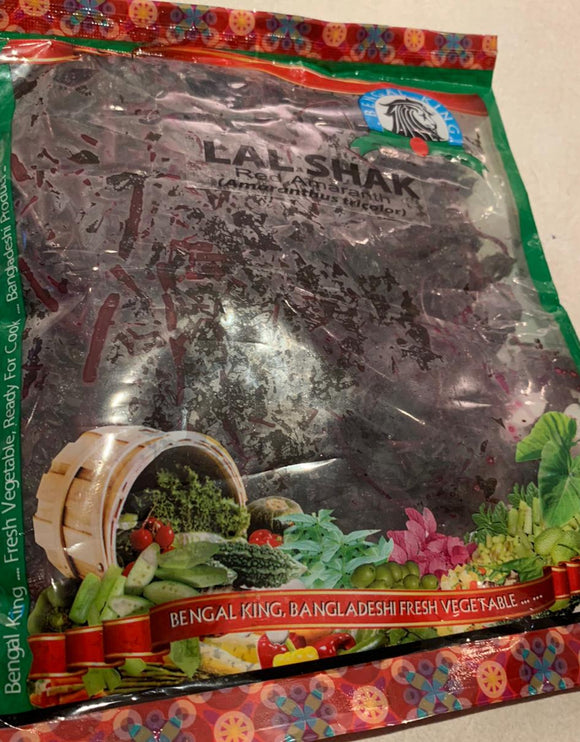 BENGAL KING
LAL SHAK
Red Amaranth
(Amaranthus tricolor)
Bengal King .... Fresh Vegetable, Ready For Cook ... Bangladeshi Product
BENGAL KING, BANGLADESHI FRESH VEGETABLE ... ...